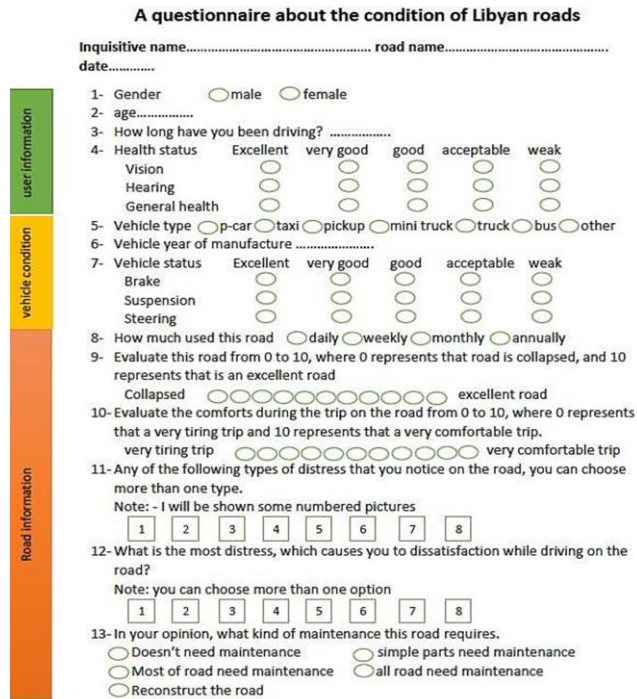 A questionnaire about the condition of Libyan roads
Inquisitive name................................................ road name..........................................
date............
user information
1- Gender male female
2- age...............
3- How long have you been driving? ................
4- Health status Excellent very good good acceptable weak
Vision
Hearing
General health
vehicle condition
5- Vehicle type p-car taxi pickup mini truck truck bus other
6- Vehicle year of manufacture ....................
7- Vehicle status Excellent very good good acceptable weak
Brake
Suspension
Steering
Road information
8- How much used this road daily weekly monthly annually
9- Evaluate this road from 0 to 10, where 0 represents that road is collapsed, and 10
represents that is an excellent road
Collapsed excellent road
10- Evaluate the comforts during the trip on the road from 0 to 10, where 0 represents
that a very tiring trip and 10 represents that a very comfortable trip.
very tiring trip very comfortable trip
11- Any of the following types of distress that you notice on the road, you can choose
more than one type.
Note: - I will be shown some numbered pictures
1 2 3 4 5 6 7 8
12- What is the most distress, which causes you to dissatisfaction while driving on the
road?
Note: you can choose more than one option
1 2 3 4 5 6 7 8
13- In your opinion, what kind of maintenance this road requires.
Doesn't need maintenance simple parts need maintenance
Most of road need maintenance all road need maintenance
Reconstruct the road